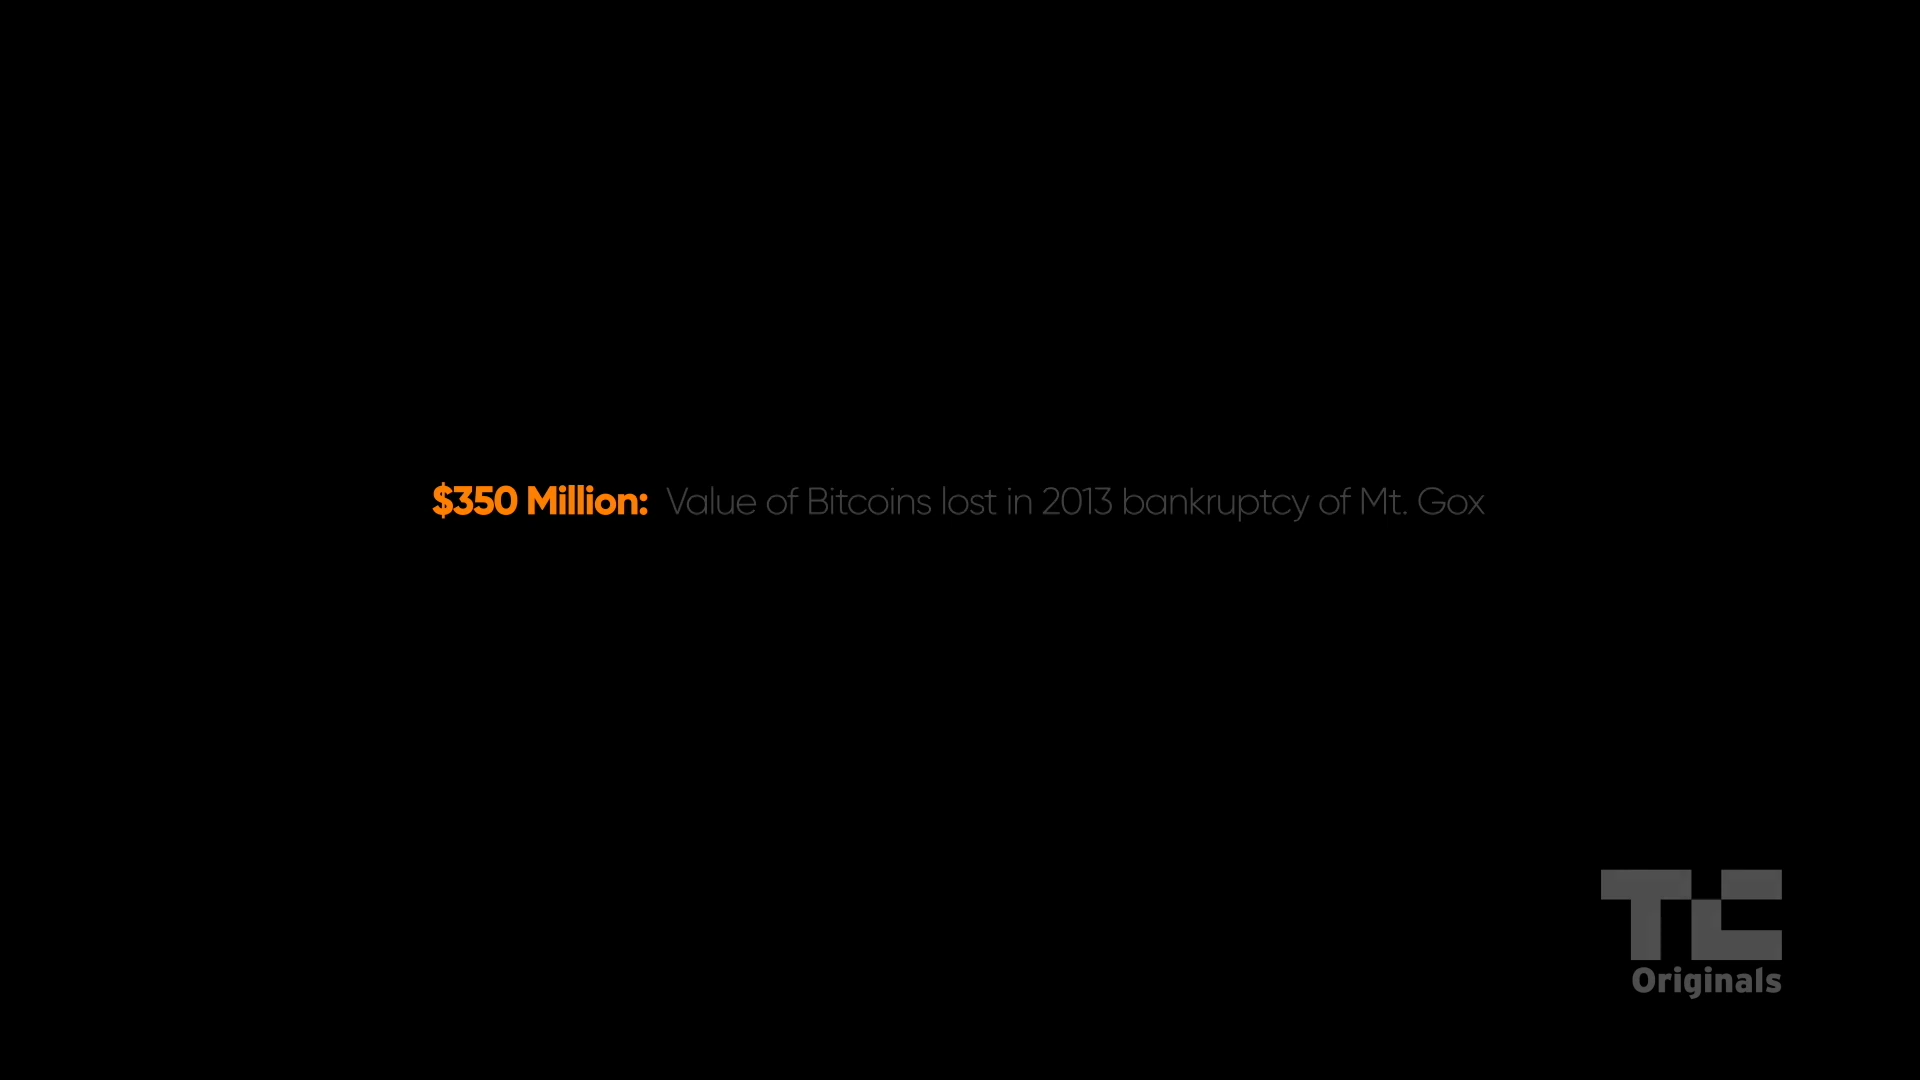 $350 Million: Value of Bitcoins lost in 2013 bankruptcy of Mt. Gox
TC
Originals